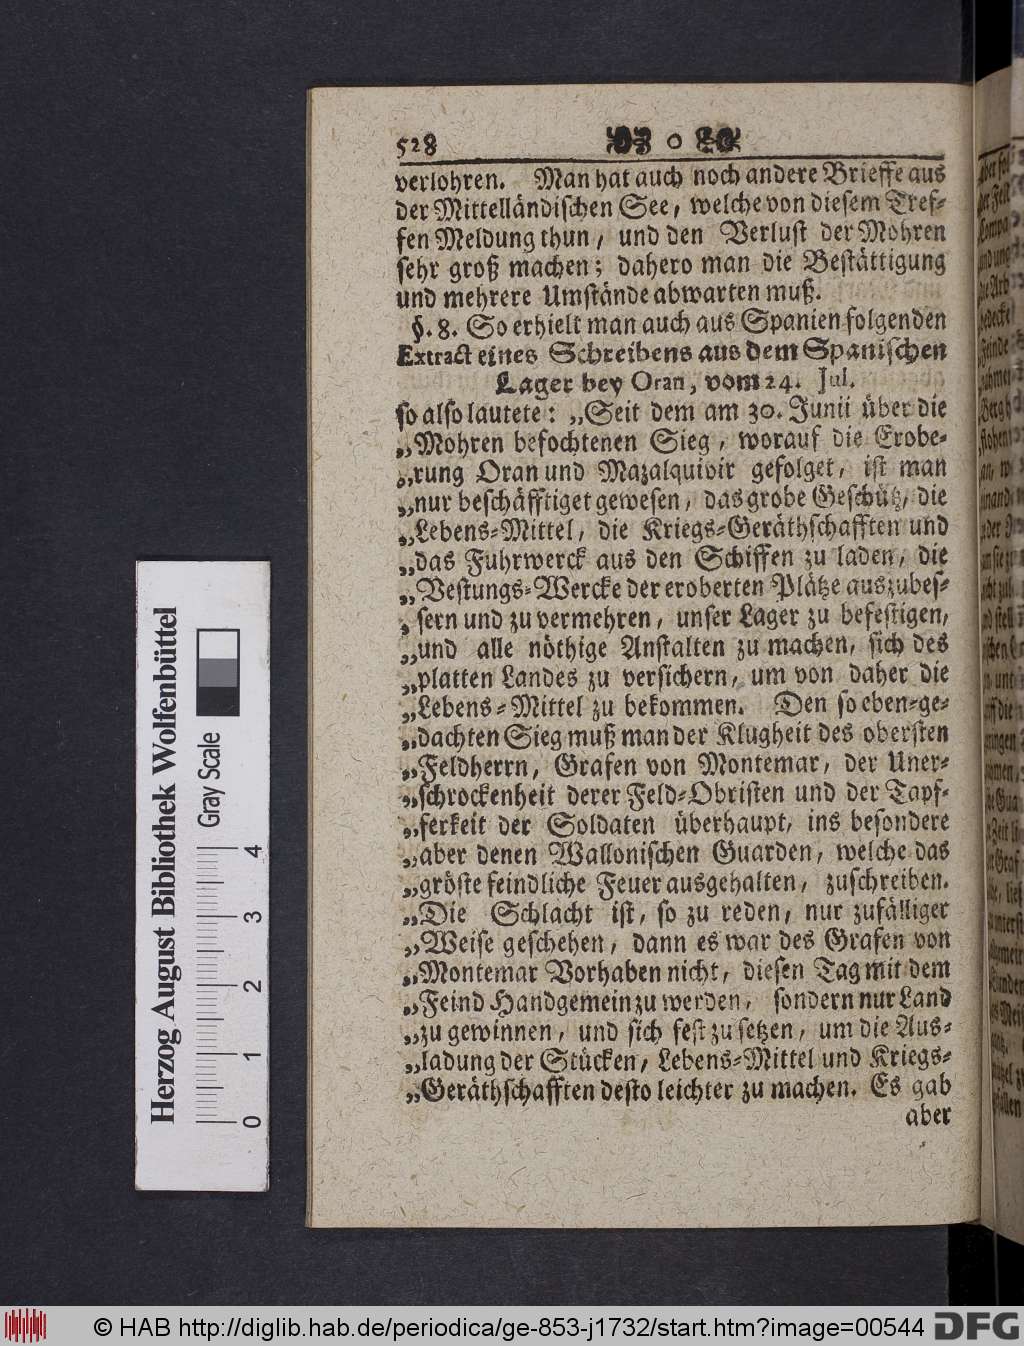 528 o
verlohren. Man hat auch noch andere Brieffe aus
der Mittelländischen See, welche von diesem Tref-
fen Meldung thun, und den Verlust der Mohren
sehr groß machen; dahero man die Bestättigung
und mehrere Umstände abwarten muß.
§. 8. So erhielt man auch aus Spanien folgenden
Extract eines Schreibens aus dem Spanischen
Lager bey Oran, vom 24. Jul.
so also lautete: „Seit dem am 30. Junii über die
„Mohren befochtenen Sieg, worauf die Erobe-
„rung Oran und Mazalquivir gefolget, ist man
„nur beschäfftiget gewesen, das grobe Geschütz, die
„Lebens-Mittel, die Kriegs-Geräthschafften und
„das Fuhrwerck aus den Schiffen zu laden, die
„Vestungs-Wercke der eroberten Plätze auszubes-
„sern und zu vermehren, unser Lager zu befestigen,
„und alle nöthige Anstalten zu machen, sich des
„platten Landes zu versichern, um von daher die
„Lebens-Mittel zu bekommen. Den so eben-ge-
„dachten Sieg muß man der Klugheit des obersten
„Feldherrn, Grafen von Montemar, der Uner-
„schrockenheit derer Feld-Obristen und der Tapf-
„ferkeit der Soldaten überhaupt, ins besondere
„aber denen Wallonischen Guarden, welche das
„gröste feindliche Feuer ausgehalten, zuschreiben.
„Die Schlacht ist, so zu reden, nur zufälliger
„Weise geschehen, dann es war des Grafen von
„Montemar Vorhaben nicht, diesen Tag mit dem
„Feind Handgemein zu werden, sondern nur Land
„zu gewinnen, und sich fest zu setzen, um die Aus-
„ladung der Stücken, Lebens-Mittel und Kriegs-
„Geräthschafften desto leichter zu machen. Es gab
aber
Herzog August Bibliothek Wolfenbüttel
Gray Scale
0 1 2 3 4
© HAB http://diglib.hab.de/periodica/ge-853-j1732/start.htm?image=00544
DFG